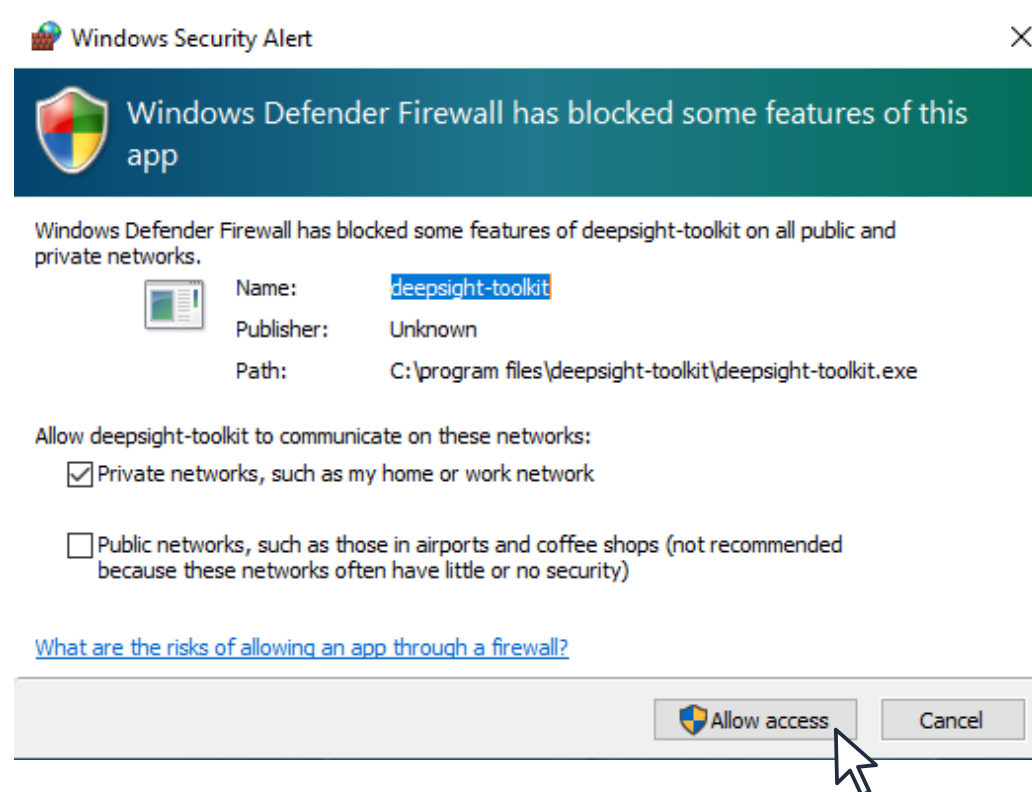 Windows Security Alert
Windows Defender Firewall has blocked some features of this
app
Windows Defender Firewall has blocked some features of deepsight-toolkit on all public and
private networks.
Name: deepsight-toolkit
Publisher: Unknown
Path: C:\program files\deepsight-toolkit\deepsight-toolkit.exe
Allow deepsight-toolkit to communicate on these networks:
Private networks, such as my home or work network
Public networks, such as those in airports and coffee shops (not recommended
because these networks often have little or no security)
What are the risks of allowing an app through a firewall?
Allow access Cancel